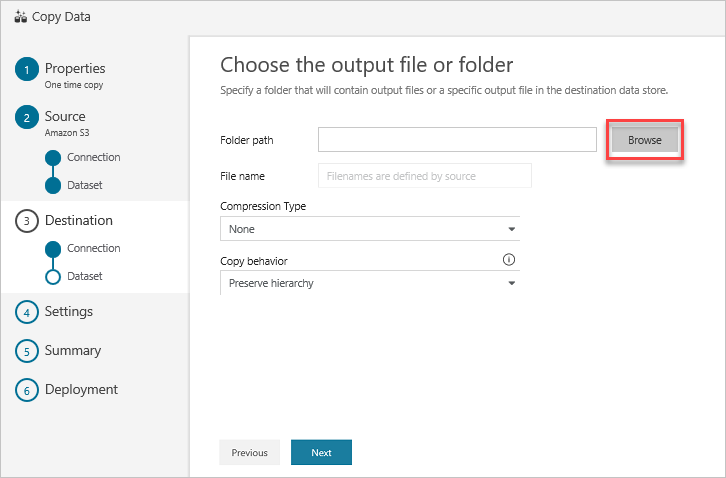 Copy Data
1
Properties
One time copy
2
Source
Amazon S3
Connection
Dataset
3
Destination
Connection
Dataset
4
Settings
5
Summary
6
Deployment
Choose the output file or folder
Specify a folder that will contain output files or a specific output file in the destination data store.
Folder path
Browse
File name
Filenames are defined by source
Compression Type
None
Copy behavior
Preserve hierarchy
Previous
Next